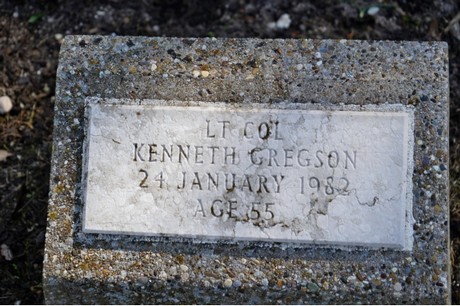 LT COL
KENNETH GREGSON
24 JANUARY 1982
AGE 55